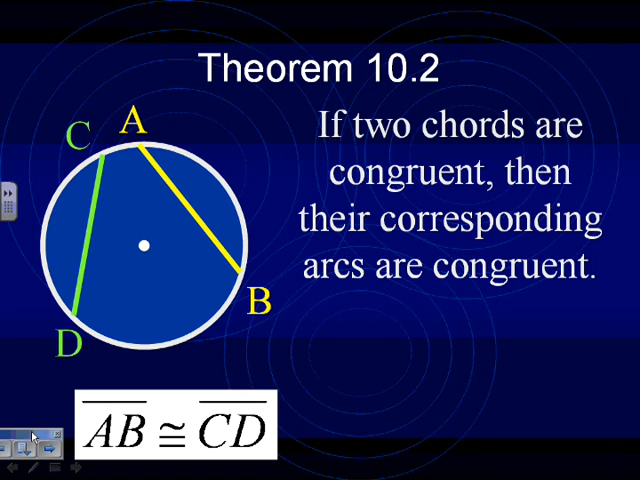 Theorem 10.2
If two chords are
congruent, then
their corresponding
arcs are congruent.
C
A
B
D
AB ≅ CD